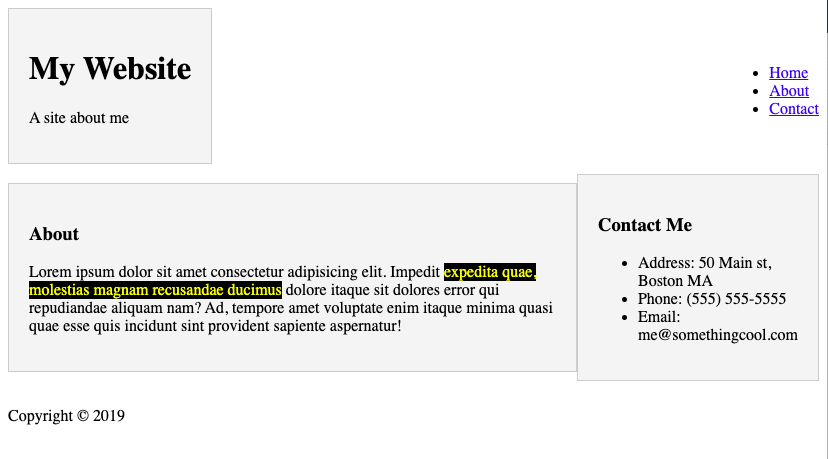 My Website
A site about me
Home
About
Contact
About
Lorem ipsum dolor sit amet consectetur adipisicing elit. Impedit expedita quae,
molestias magnam recusandae ducimus dolore itaque sit dolores error qui
repudiandae aliquam nam? Ad, tempore amet voluptate enim itaque minima quasi
quae esse quis incidunt sint provident sapiente aspernatur!
Contact Me
Address: 50 Main st,
Boston MA
Phone: (555) 555-5555
Email:
me@somethingcool.com
Copyright © 2019